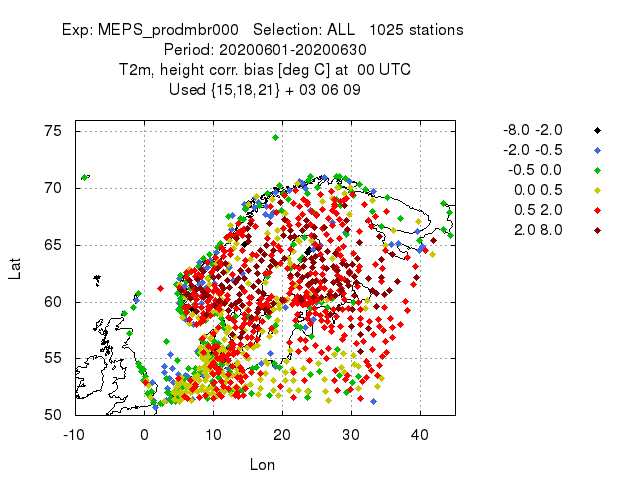 Exp: MEPS_prodmbr000   Selection: ALL   1025 stations
Period: 20200601-20200630
T2m, height corr. bias [deg C] at  00 UTC
Used {15,18,21} + 03 06 09
-8.0 -2.0
-2.0 -0.5
-0.5 0.0
0.0 0.5
0.5 2.0
2.0 8.0
75
70
65
60
55
50
Lat
-10 0 10 20 30 40
Lon